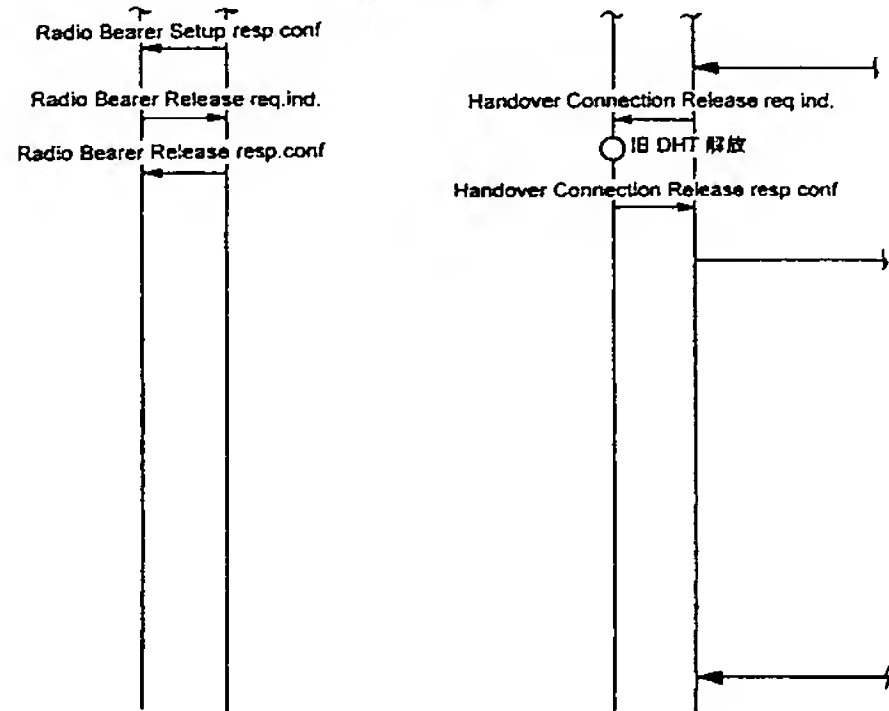 Radio Bearer Setup resp conf
Radio Bearer Release req.ind.
Radio Bearer Release resp.conf
Handover Connection Release req ind.
旧 DHT 解放
Handover Connection Release resp conf